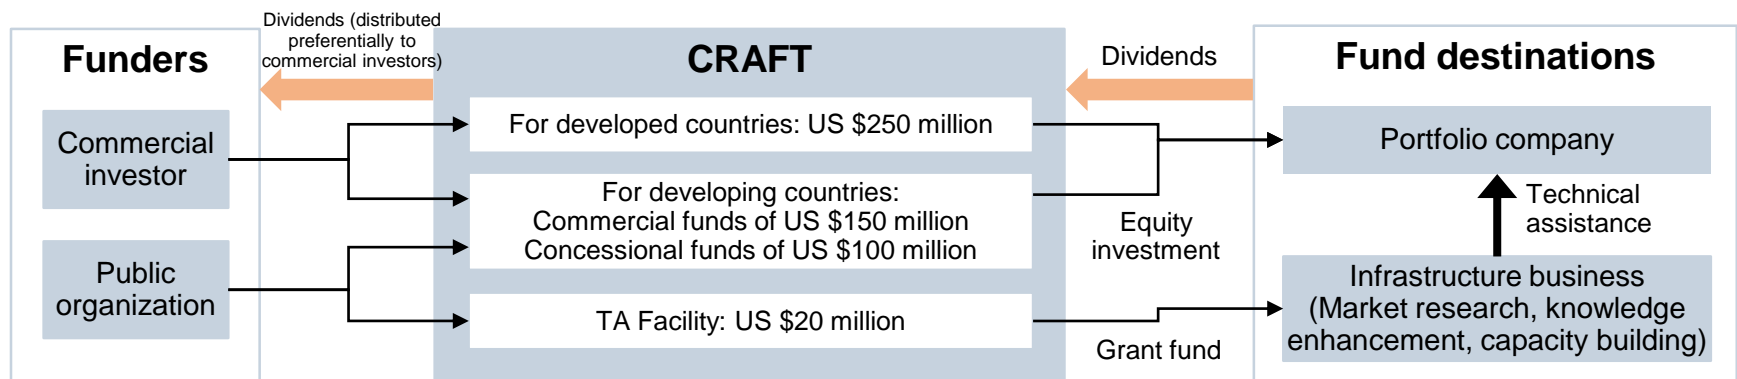 Dividends (distributed
preferentially to
commercial investors)
Funders
CRAFT
Dividends
Fund destinations
Commercial
investor
For developed countries: US $250 million
Portfolio company
For developing countries:
Commercial funds of US $150 million
Concessional funds of US $100 million
Equity
investment
Technical
assistance
Public
organization
TA Facility: US $20 million
Grant fund
Infrastructure business
(Market research, knowledge
enhancement, capacity building)